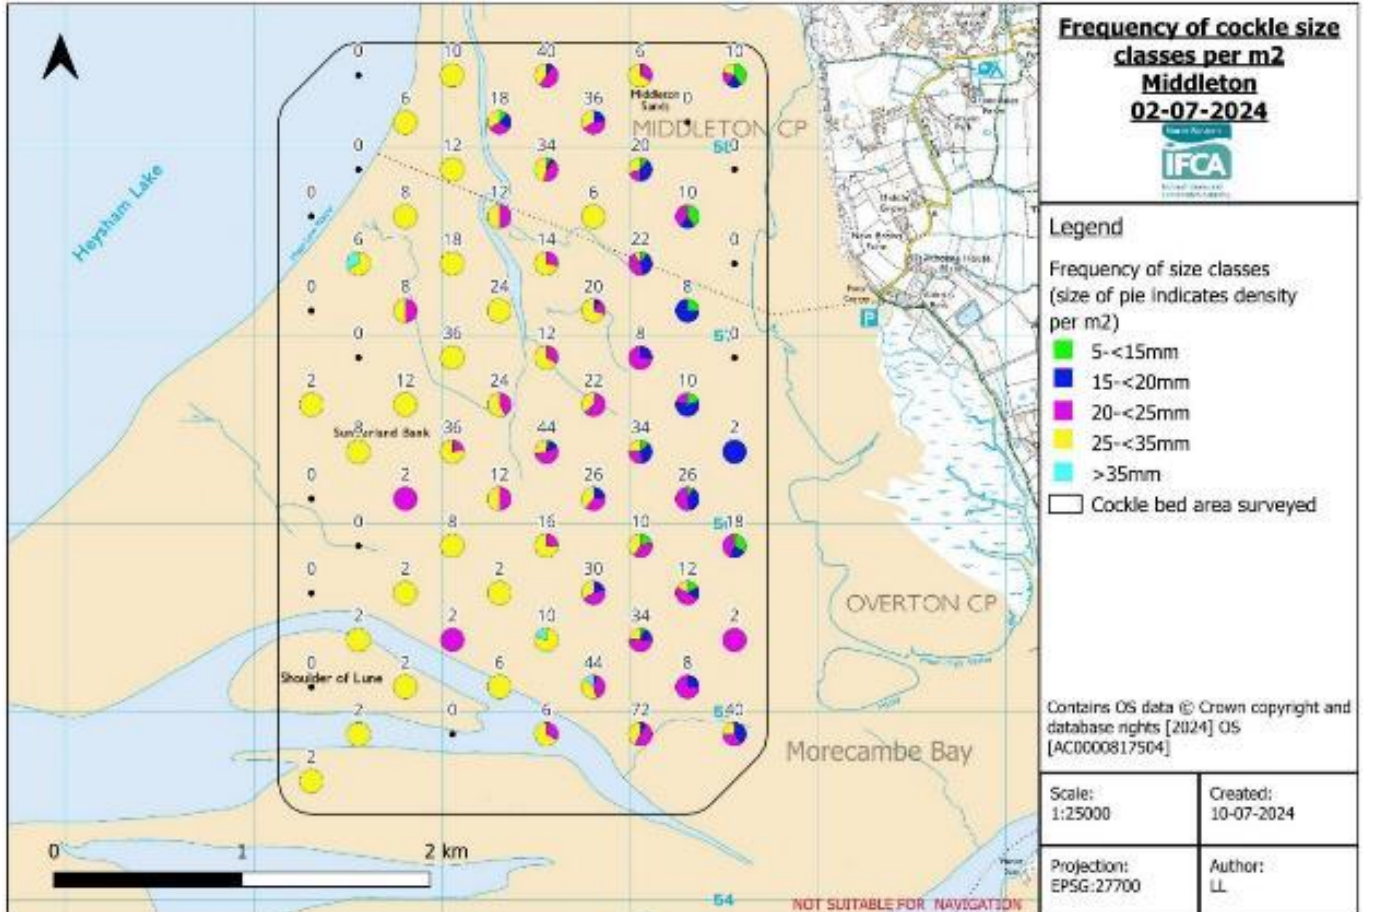 Frequency of cockle size
classes per m2
Middleton
02-07-2024
IFCA
Legend
Frequency of size classes
(size of pie indicates density
per m2)
5-<15mm
15-<20mm
20-<25mm
25-<35mm
>35mm
Cockle bed area surveyed
Contains OS data © Crown copyright and
database rights [2024] OS
[AC0000817504]
Scale:
1:25000
Created:
10-07-2024
Projection:
EPSG:27700
Author:
LL
0 10 40 6 10
Middleton
Sands
6 18 36 0
MIDDLETON CP
0 12 34 20 0
0 8 12 6 10
6 18 14 22 0
0 8 24 20 8
P
57
0 36 12 8 0
2 12 24 22 10
Sunderland Bank
8 36 44 34 2
0 2 12 26 26
0 8 16 10 18
0 2 2 30 12
OVERTON CP
2 2 10 34 2
0 2 6 44 8
Shoulder of Lune
2 0 6 72 40
Morecambe Bay
2
Heysham Lake
0 1 2 km
54
NOT SUITABLE FOR NAVIGATION